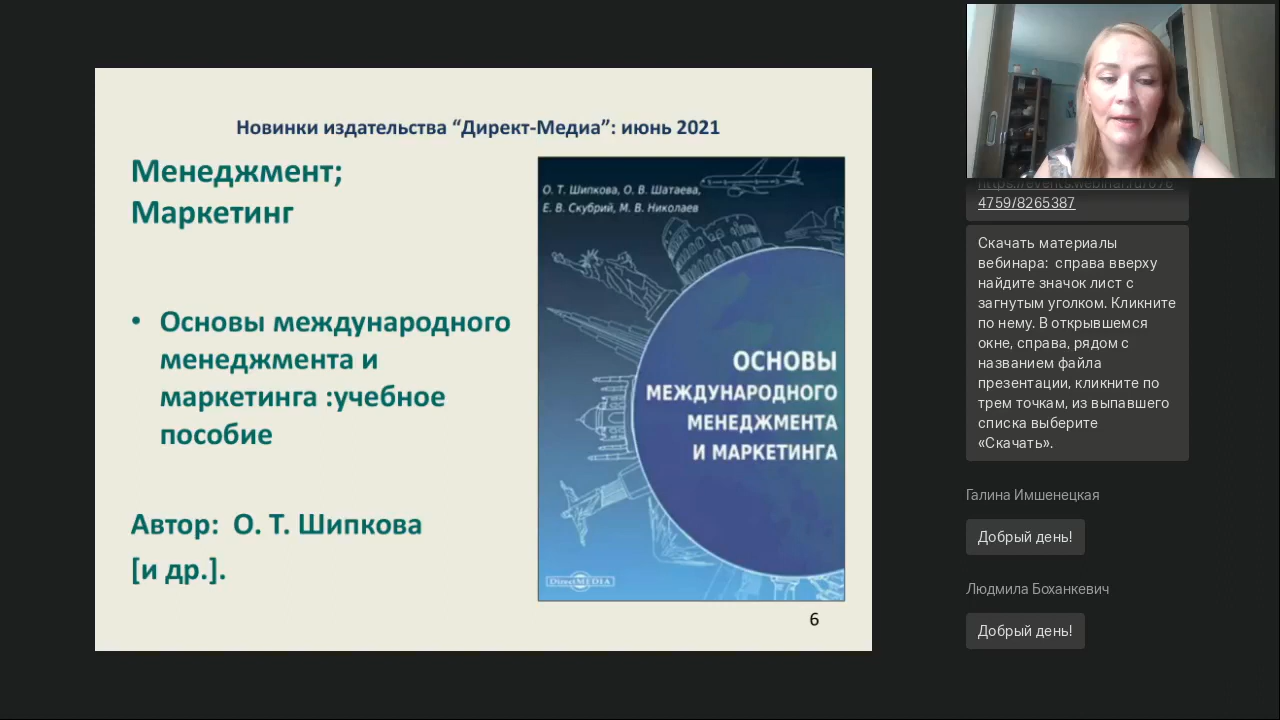 Новинки издательства “Директ-Медиа”: июнь 2021
Менеджмент;
Маркетинг
• Основы международного
менеджмента и
маркетинга :учебное
пособие
Автор: О. Т. Шипкова
[и др.].
О. Т. Шипкова, О. В. Шатаева,
Е. В. Скубрий, М. В. Николаев
ОСНОВЫ
МЕЖДУНАРОДНОГО
МЕНЕДЖМЕНТА
И МАРКЕТИНГА
DirectMEDIA
6
https://events.webinar.ru/676
4759/8265387
Скачать материалы
вебинара: справа вверху
найдите значок лист с
загнутым уголком. Кликните
по нему. В открывшемся
окне, справа, рядом с
названием файла
презентации, кликните по
трем точкам, из выпавшего
списка выберите
«Скачать».
Галина Имшенецкая
Добрый день!
Людмила Боханкевич
Добрый день!